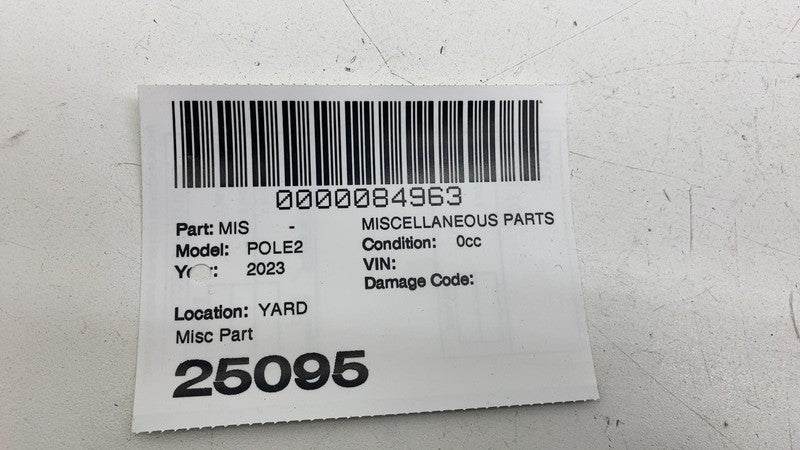 0000084963
Part: MIS - MISCELLANEOUS PARTS
Model: POLE2 Condition: 0cc
2023 VIN:
Damage Code:
Location: YARD
Misc Part
25095